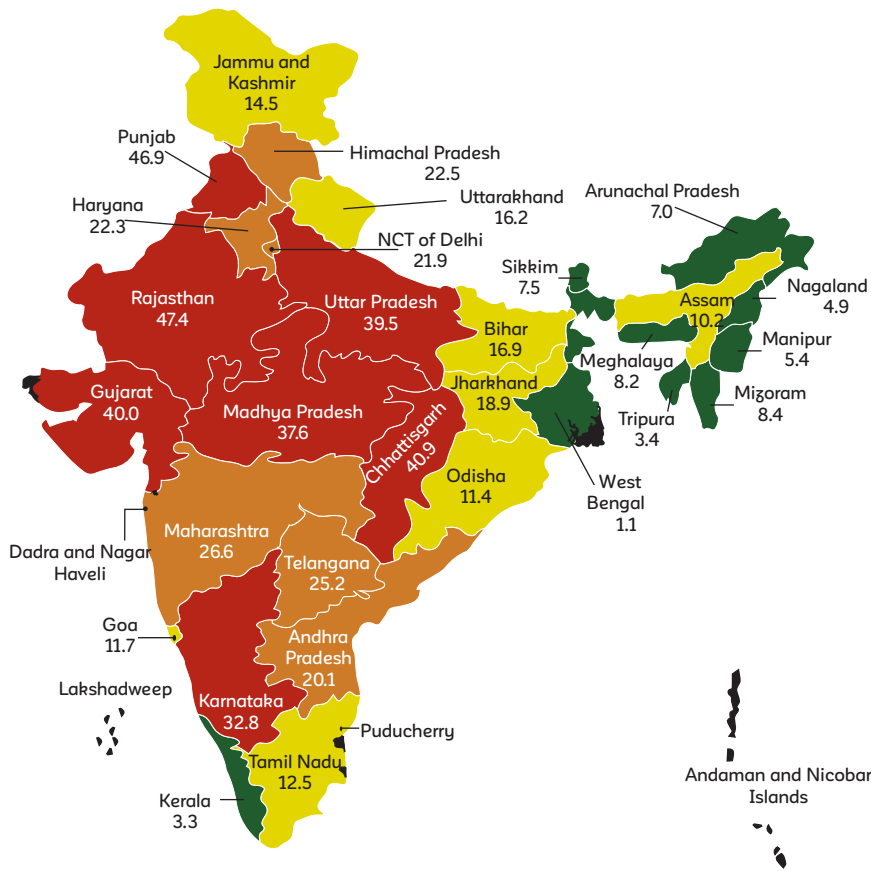 Jammu and
Kashmir
14.5
Punjab
46.9
Himachal Pradesh
22.5
Haryana
22.3
Uttarakhand
16.2
Arunachal Pradesh
7.0
NCT of Delhi
21.9
Sikkim
7.5
Nagaland
4.9
Rajasthan
47.4
Uttar Pradesh
39.5
Assam
10.2
Bihar
16.9
Manipur
5.4
Meghalaya
8.2
Gujarat
40.0
Jharkhand
18.9
Mizoram
8.4
Madhya Pradesh
37.6
Tripura
3.4
Chhattisgarh
40.9
Odisha
11.4
West
Bengal
1.1
Maharashtra
26.6
Dadra and Nagar
Haveli
Telangana
25.2
Goa
11.7
Andhra
Pradesh
20.1
Lakshadweep
Karnataka
32.8
Puducherry
Tamil Nadu
12.5
Andaman and Nicobar
Islands
Kerala
3.3